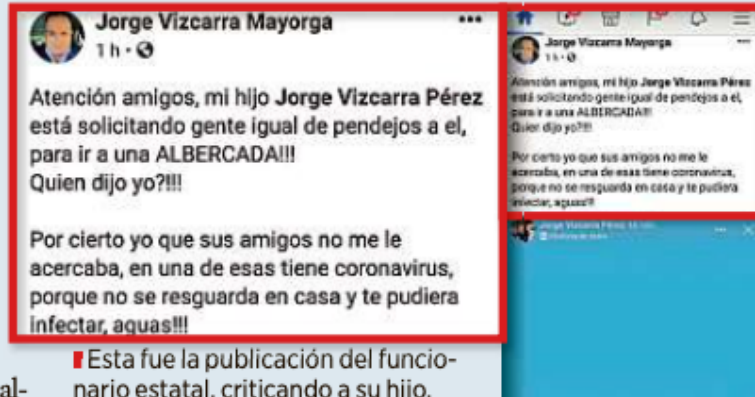 Jorge Vizcarra Mayorga
1 h
Atención amigos, mi hijo Jorge Vizcarra Pérez
está solicitando gente igual de pendejos a el,
para ir a una ALBERCADA!!!
Quien dijo yo?!!!
Por cierto yo que sus amigos no me le
acercaba, en una de esas tiene coronavirus,
porque no se resguarda en casa y te pudiera
infectar, aguas!!!
Esta fue la publicación del funcio-
nario estatal, criticando a su hijo.
al-
Jorge Vizcarra Mayorga
1 h
Atención amigos, mi hijo Jorge Vizcarra Pérez
está solicitando gente igual de pendejos a el,
para ir a una ALBERCADA!!!
Quien dijo yo?!!!
Por cierto yo que sus amigos no me le
acercaba, en una de esas tiene coronavirus,
porque no se resguarda en casa y te pudiera
infectar, aguas!!!
Jorge Vizcarra Pérez